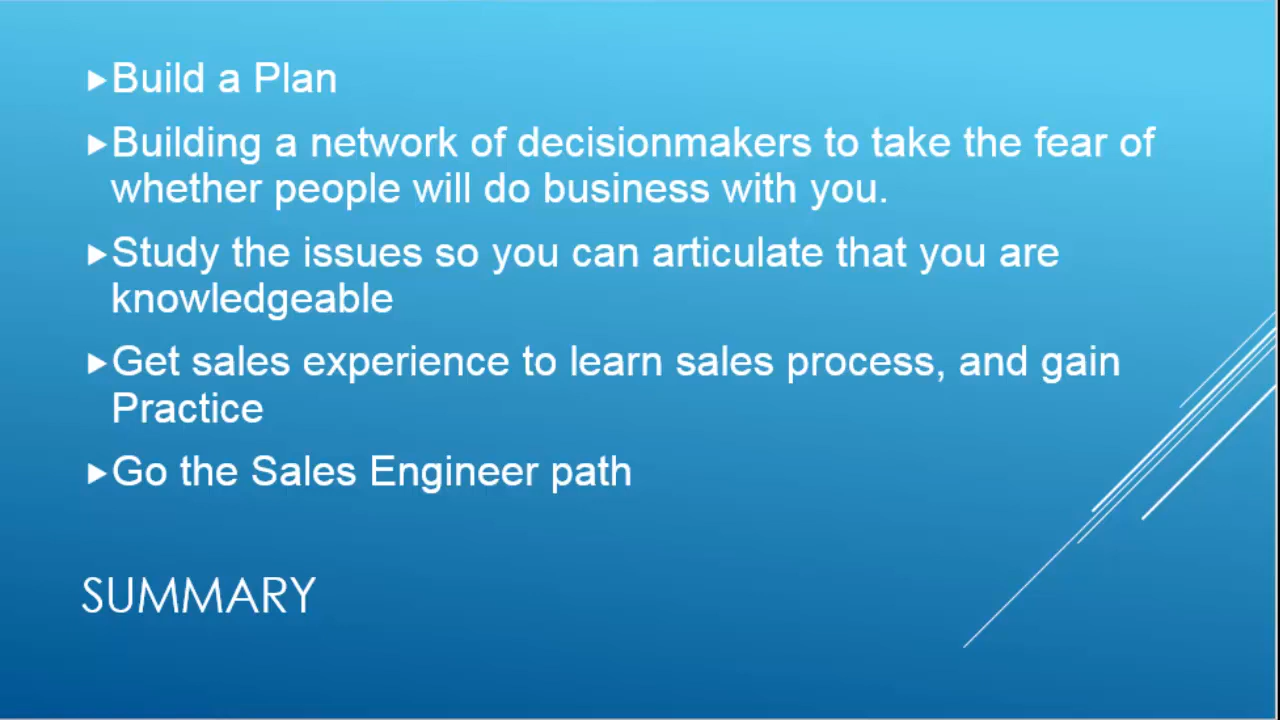 Build a Plan
Building a network of decisionmakers to take the fear of
whether people will do business with you.
Study the issues so you can articulate that you are
knowledgeable
Get sales experience to learn sales process, and gain
Practice
Go the Sales Engineer path
SUMMARY